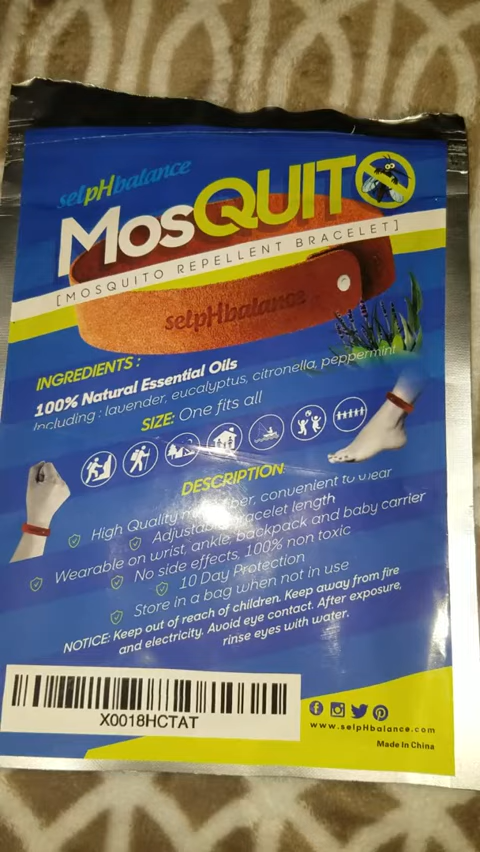 selpHbalance
MosQUITO
[MOSQUITO REPELLENT BRACELET]
selpHbalance
INGREDIENTS:
100% Natural Essential Oils
Including: lavender, eucalyptus, citronella, peppermint
SIZE: One fits all
DESCRIPTION
High Quality convenient to wear
Adjustable bracelet length
Wearable on wrist, ankle, backpack and baby carrier
No side effects, 100% non toxic
10 Day Protection
Store in a bag when not in use
NOTICE: Keep out of reach of children. Keep away from fire
and electricity. Avoid eye contact. After exposure,
rinse eyes with water.
X0018HCTAT
www.selpHbalance.com
Made In China